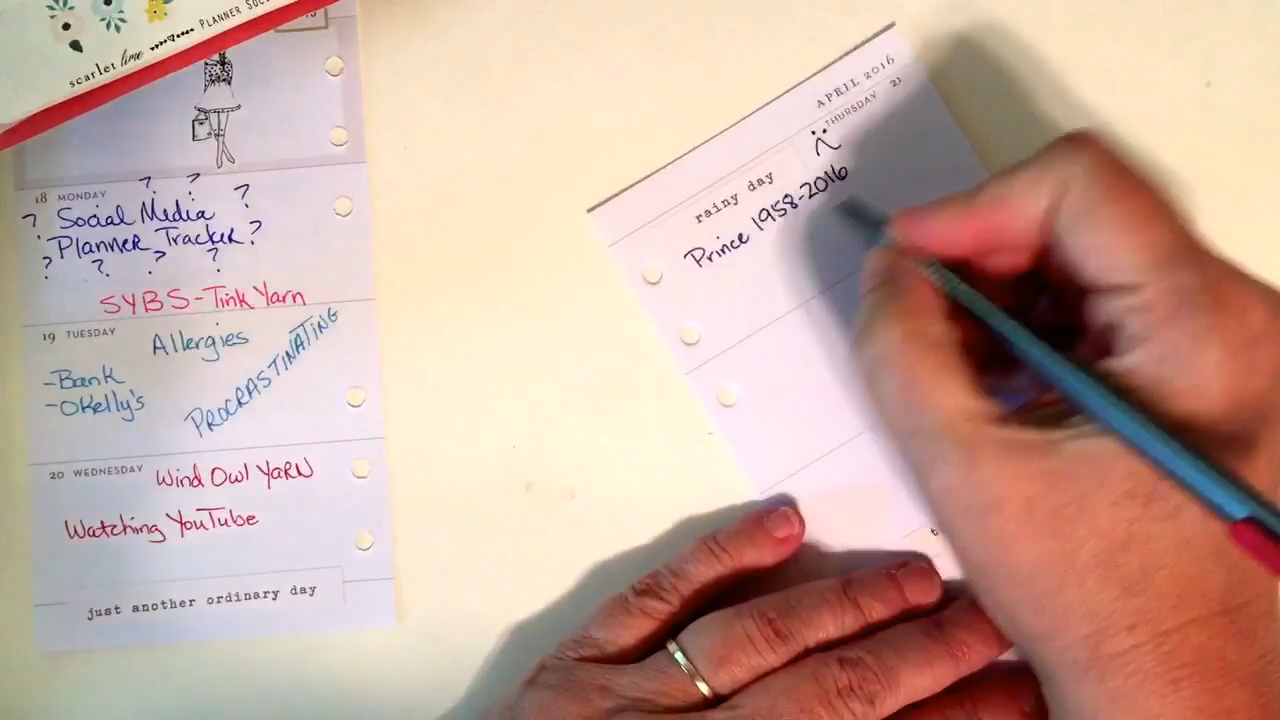 scarlet lime PLANNER SOC
18 MONDAY
? ? ?
? Social Media
Planner Tracker?
? ? ? ?
SYBS-Tink Yarn
19 TUESDAY
Allergies
-Bank
-OKelly's
PROCRASTINATING
20 WEDNESDAY
Wind Owl YaRN
Watching YouTube
just another ordinary day
APRIL 2016
THURSDAY 21
rainy day
Prince 1958-2016